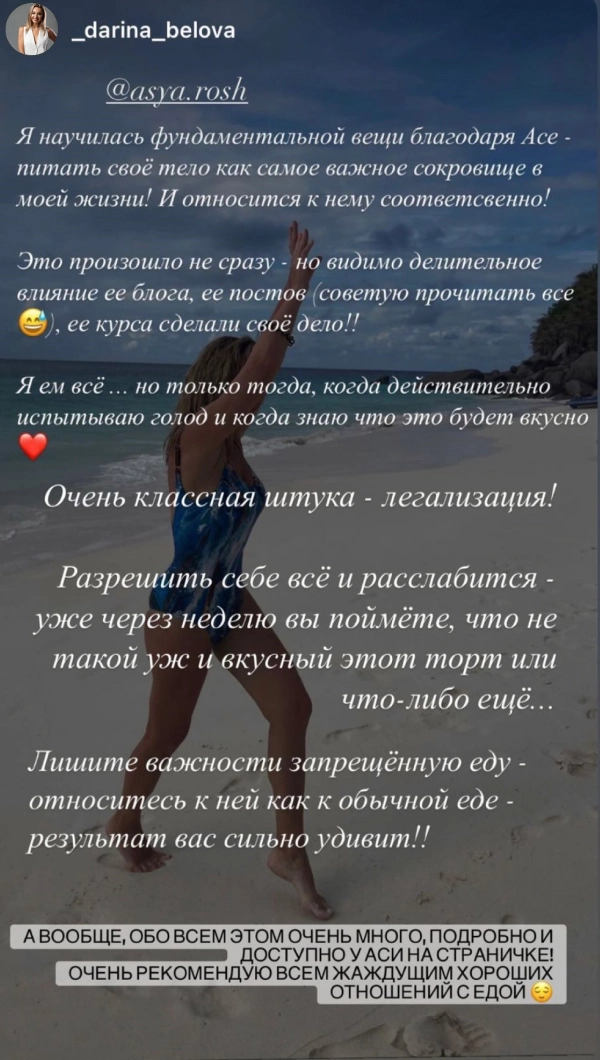 _darina_belova
@asya.rosh
Я научилась фундаментальной вещи благодаря Асе -
питать своё тело как самое важное сокровище в
моей жизни! И относится к нему соответсвенно!
Это произошло не сразу - но видимо делительное
влияние ее блога, ее постов (советую прочитать все
😅), ее курса сделали своё дело!!
Я ем всё ... но только тогда, когда действительно
испытываю голод и когда знаю что это будет вкусно
❤️
Очень классная штука - легализация!
Разрешить себе всё и расслабится -
уже через неделю вы поймёте, что не
такой уж и вкусный этот торт или
что-либо ещё...
Лишите важности запрещённую еду -
относитесь к ней как к обычной еде -
результат вас сильно удивит!!
А ВООБЩЕ, ОБО ВСЕМ ЭТОМ ОЧЕНЬ МНОГО, ПОДРОБНО И
ДОСТУПНО У АСИ НА СТРАНИЧКЕ!
ОЧЕНЬ РЕКОМЕНДУЮ ВСЕМ ЖАЖДУЩИМ ХОРОШИХ
ОТНОШЕНИЙ С ЕДОЙ 😌